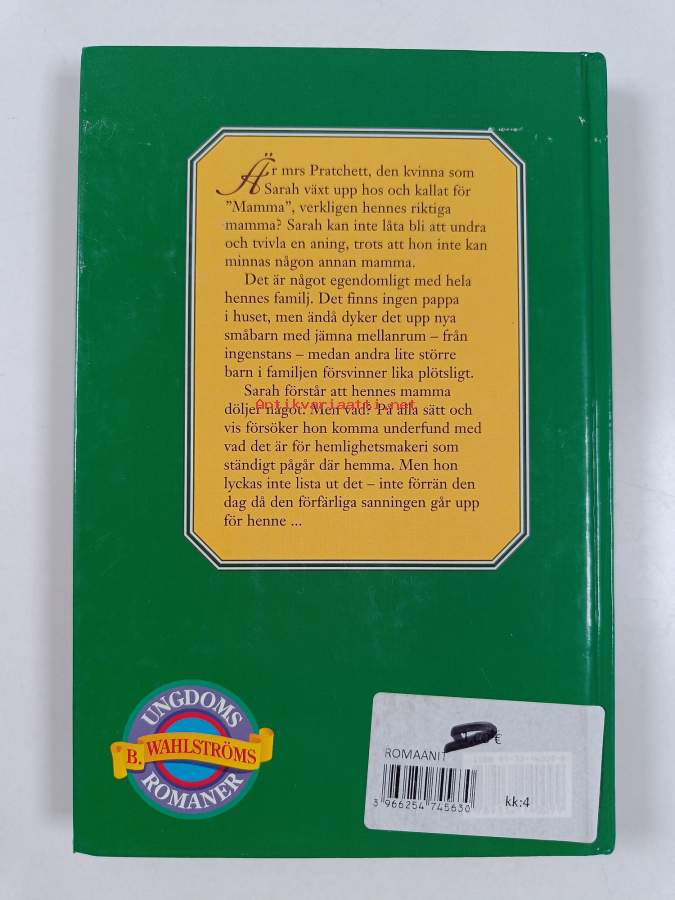 Är mrs Pratchett, den kvinna som
Sarah växt upp hos och kallat för
”Mamma”, verkligen hennes riktiga
mamma? Sarah kan inte låta bli att undra
och tvivla en aning, trots att hon inte kan
minnas någon annan mamma.
Det är något egendomligt med hela
hennes familj. Det finns ingen pappa
i huset, men ändå dyker det upp nya
småbarn med jämna mellanrum – från
ingenstans – medan andra lite större
barn i familjen försvinner lika plötsligt.
Sarah förstår att hennes mamma
döljer något. Men vad? På alla sätt och
Antikvariaatti.net
vis försöker hon komma underfund med
vad det är för hemlighetsmakeri som
ständigt pågår där hemma. Men hon
lyckas inte lista ut det – inte förrän den
dag då den förfärliga sanningen går upp
för henne ...
UNGDOMS
B. WAHLSTRÖMS
ROMANER
€
ROMAANIT
3 966254 745630
kk:4